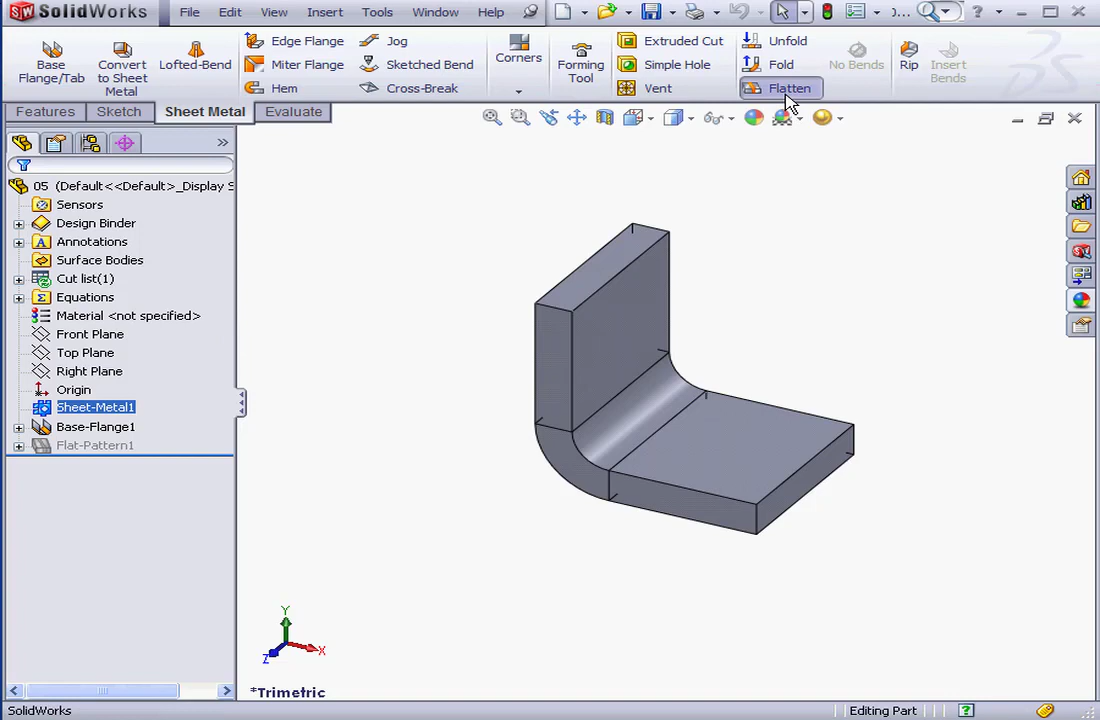 SW SolidWorks File Edit View Insert Tools Window Help
Base Flange/Tab
Convert to Sheet Metal
Lofted-Bend
Edge Flange
Miter Flange
Hem
Jog
Sketched Bend
Cross-Break
Corners
Forming Tool
Extruded Cut
Simple Hole
Vent
Unfold
Fold
Flatten
No Bends
Rip
Insert Bends
Features Sketch Sheet Metal Evaluate
05 (Default<<Default>_Display S
Sensors
Design Binder
Annotations
Surface Bodies
Cut list(1)
Equations
Material <not specified>
Front Plane
Top Plane
Right Plane
Origin
Sheet-Metal1
Base-Flange1
Flat-Pattern1
Y
X
Z
*Trimetric
SolidWorks Editing Part